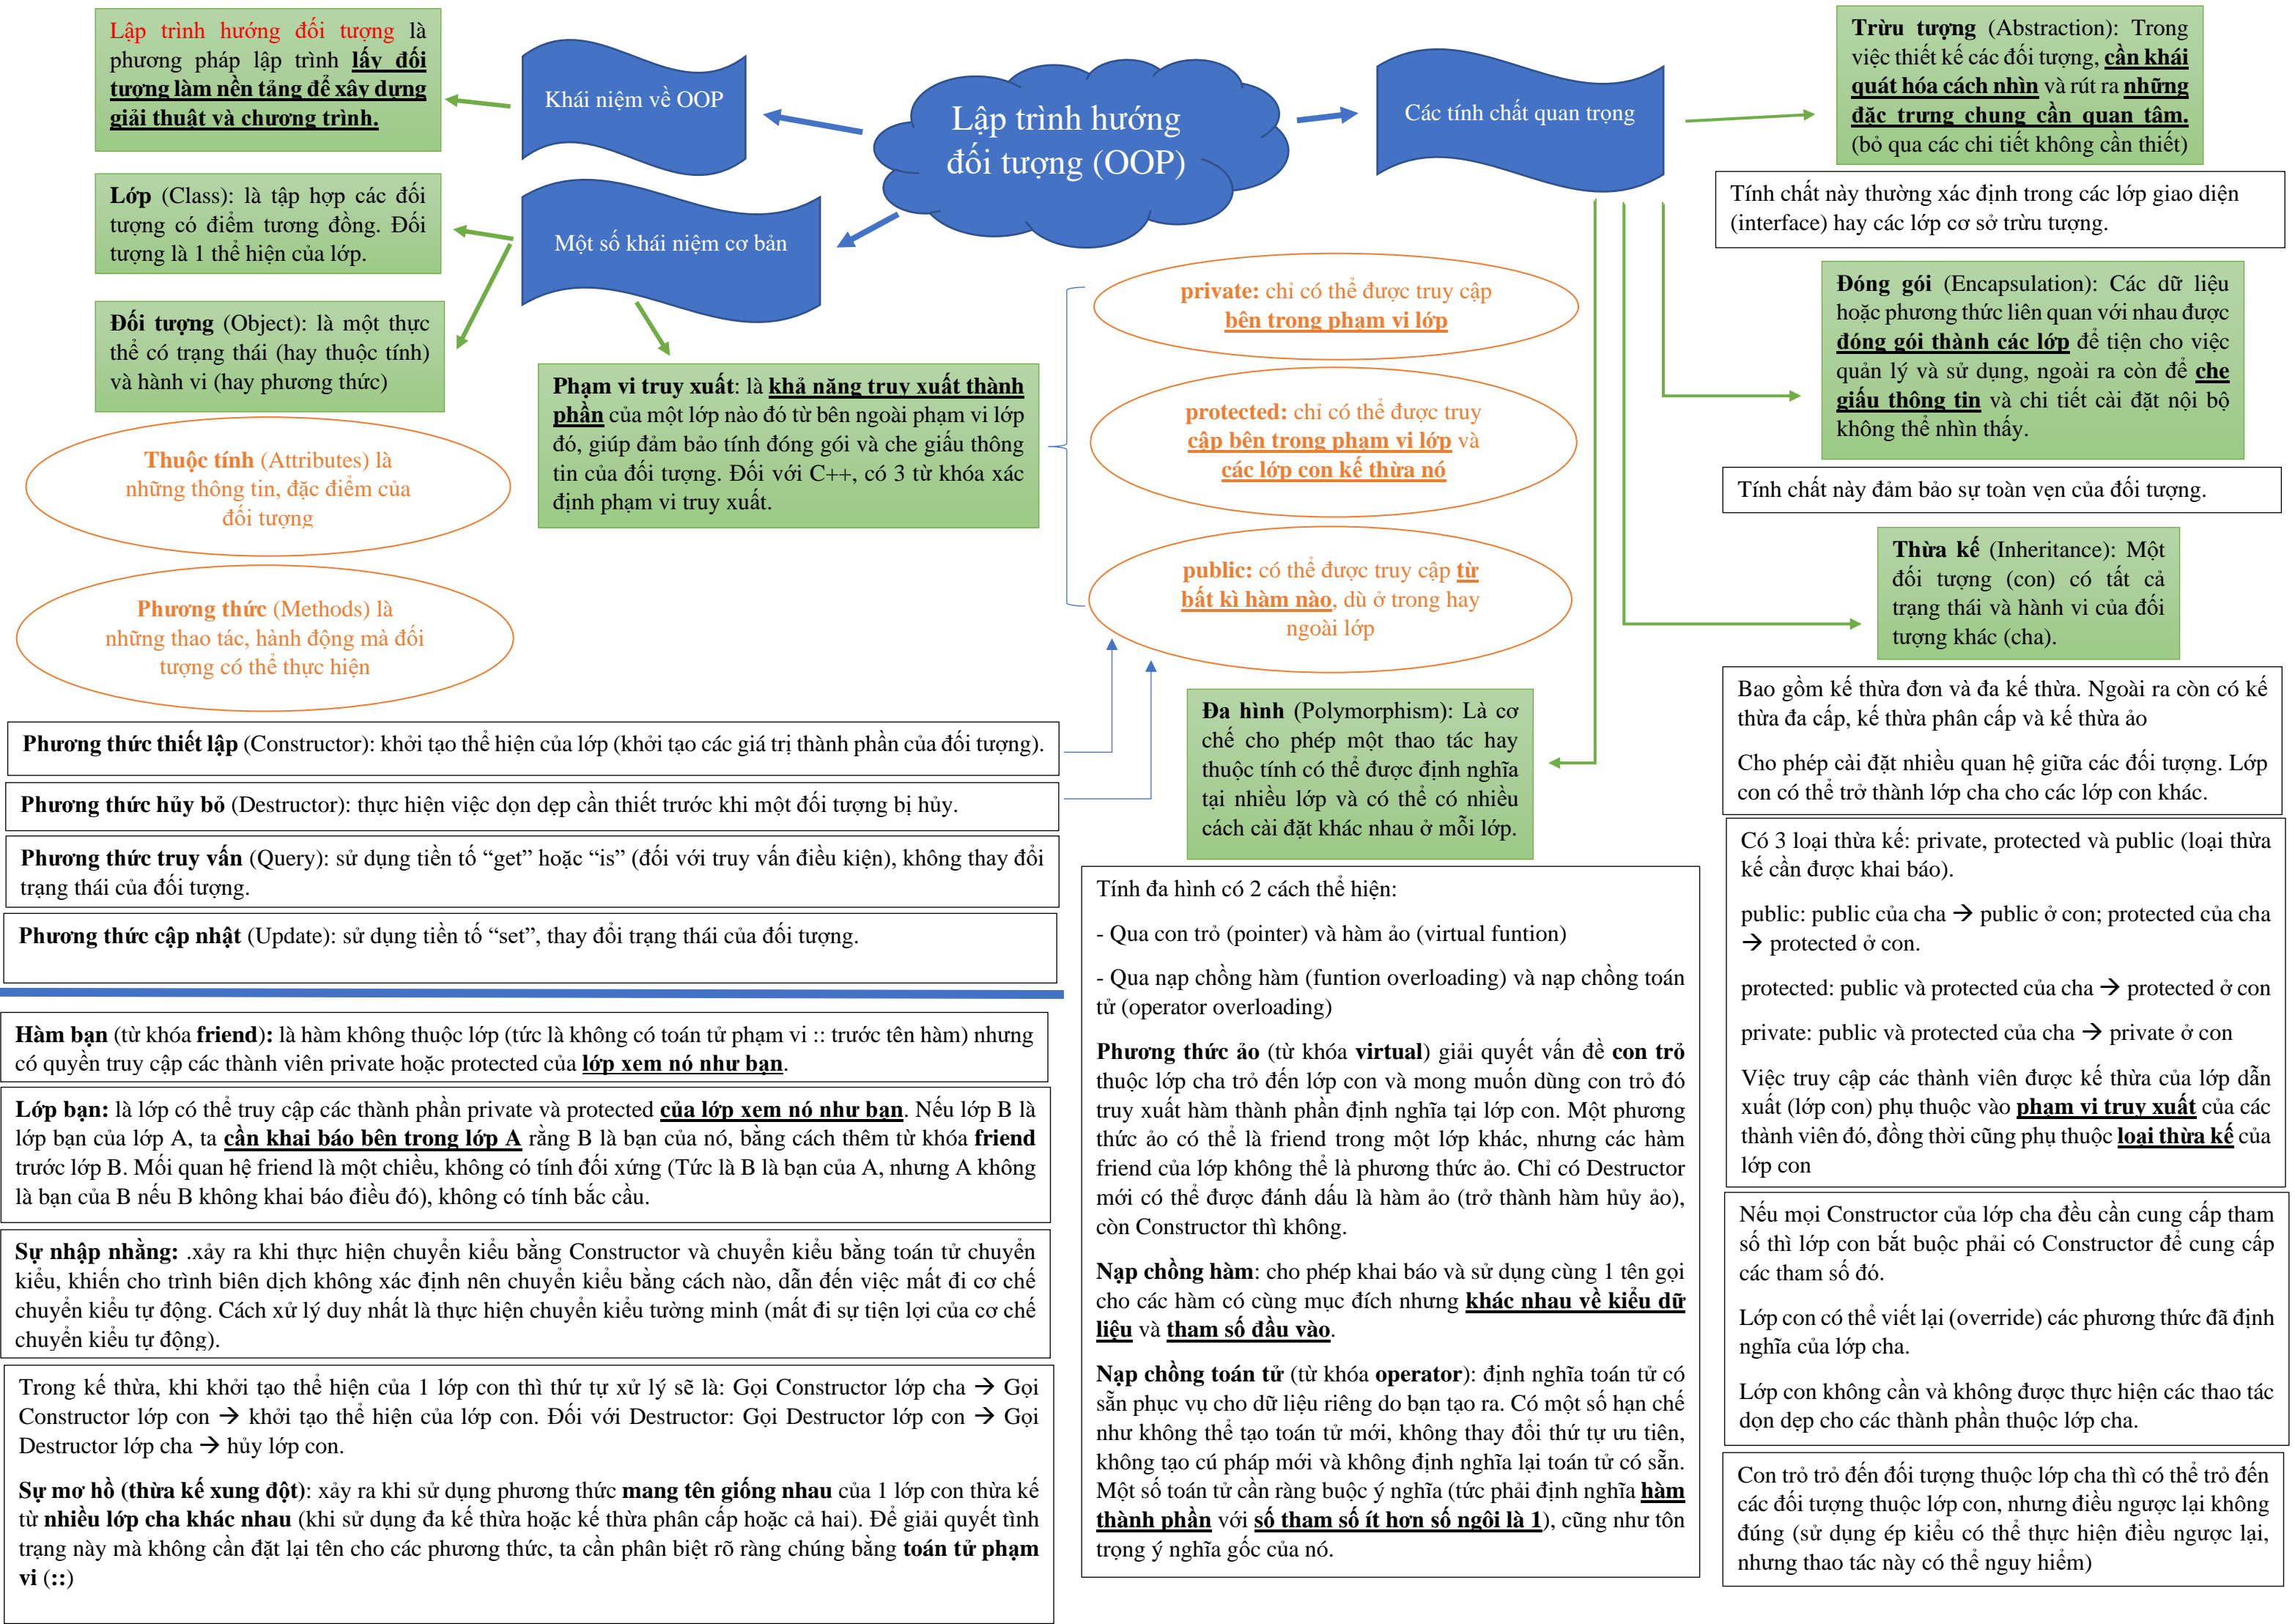 Lập trình hướng đối tượng (OOP)
Khái niệm về OOP
Lập trình hướng đối tượng là
phương pháp lập trình lấy đối
tượng làm nền tảng để xây dựng
giải thuật và chương trình.
Một số khái niệm cơ bản
Lớp (Class): là tập hợp các đối
tượng có điểm tương đồng. Đối
tượng là 1 thể hiện của lớp.
Đối tượng (Object): là một thực
thể có trạng thái (hay thuộc tính)
và hành vi (hay phương thức)
Thuộc tính (Attributes) là
những thông tin, đặc điểm của
đối tượng
Phương thức (Methods) là
những thao tác, hành động mà đối
tượng có thể thực hiện
Phạm vi truy xuất: là khả năng truy xuất thành
phần của một lớp nào đó từ bên ngoài phạm vi lớp
đó, giúp đảm bảo tính đóng gói và che giấu thông
tin của đối tượng. Đối với C++, có 3 từ khóa xác
định phạm vi truy xuất.
private: chỉ có thể được truy cập
bên trong phạm vi lớp
protected: chỉ có thể được truy
cập bên trong phạm vi lớp và
các lớp con kế thừa nó
public: có thể được truy cập từ
bất kì hàm nào, dù ở trong hay
ngoài lớp
Phương thức thiết lập (Constructor): khởi tạo thể hiện của lớp (khởi tạo các giá trị thành phần của đối tượng).
Phương thức hủy bỏ (Destructor): thực hiện việc dọn dẹp cần thiết trước khi một đối tượng bị hủy.
Phương thức truy vấn (Query): sử dụng tiền tố “get” hoặc “is” (đối với truy vấn điều kiện), không thay đổi
trạng thái của đối tượng.
Phương thức cập nhật (Update): sử dụng tiền tố “set”, thay đổi trạng thái của đối tượng.
Hàm bạn (từ khóa friend): là hàm không thuộc lớp (tức là không có toán tử phạm vi :: trước tên hàm) nhưng
có quyền truy cập các thành viên private hoặc protected của lớp xem nó như bạn.
Lớp bạn: là lớp có thể truy cập các thành phần private và protected của lớp xem nó như bạn. Nếu lớp B là
lớp bạn của lớp A, ta cần khai báo bên trong lớp A rằng B là bạn của nó, bằng cách thêm từ khóa friend
trước lớp B. Mối quan hệ friend là một chiều, không có tính đối xứng (Tức là B là bạn của A, nhưng A không
là bạn của B nếu B không khai báo điều đó), không có tính bắc cầu.
Sự nhập nhằng: .xảy ra khi thực hiện chuyển kiểu bằng Constructor và chuyển kiểu bằng toán tử chuyển
kiểu, khiến cho trình biên dịch không xác định nên chuyển kiểu bằng cách nào, dẫn đến việc mất đi cơ chế
chuyển kiểu tự động. Cách xử lý duy nhất là thực hiện chuyển kiểu tường minh (mất đi sự tiện lợi của cơ chế
chuyển kiểu tự động).
Trong kế thừa, khi khởi tạo thể hiện của 1 lớp con thì thứ tự xử lý sẽ là: Gọi Constructor lớp cha → Gọi
Constructor lớp con → khởi tạo thể hiện của lớp con. Đối với Destructor: Gọi Destructor lớp con → Gọi
Destructor lớp cha → hủy lớp con.
Sự mơ hồ (thừa kế xung đột): xảy ra khi sử dụng phương thức mang tên giống nhau của 1 lớp con thừa kế
từ nhiều lớp cha khác nhau (khi sử dụng đa kế thừa hoặc kế thừa phân cấp hoặc cả hai). Để giải quyết tình
trạng này mà không cần đặt lại tên cho các phương thức, ta cần phân biệt rõ ràng chúng bằng toán tử phạm
vi (::)
Các tính chất quan trọng
Trừu tượng (Abstraction): Trong
việc thiết kế các đối tượng, cần khái
quát hóa cách nhìn và rút ra những
đặc trưng chung cần quan tâm.
(bỏ qua các chi tiết không cần thiết)
Tính chất này thường xác định trong các lớp giao diện
(interface) hay các lớp cơ sở trừu tượng.
Đóng gói (Encapsulation): Các dữ liệu
hoặc phương thức liên quan với nhau được
đóng gói thành các lớp để tiện cho việc
quản lý và sử dụng, ngoài ra còn để che
giấu thông tin và chi tiết cài đặt nội bộ
không thể nhìn thấy.
Tính chất này đảm bảo sự toàn vẹn của đối tượng.
Thừa kế (Inheritance): Một
đối tượng (con) có tất cả
trạng thái và hành vi của đối
tượng khác (cha).
Bao gồm kế thừa đơn và đa kế thừa. Ngoài ra còn có kế
thừa đa cấp, kế thừa phân cấp và kế thừa ảo
Cho phép cài đặt nhiều quan hệ giữa các đối tượng. Lớp
con có thể trở thành lớp cha cho các lớp con khác.
Có 3 loại thừa kế: private, protected và public (loại thừa
kế cần được khai báo).
public: public của cha → public ở con; protected của cha
→ protected ở con.
protected: public và protected của cha → protected ở con
private: public và protected của cha → private ở con
Việc truy cập các thành viên được kế thừa của lớp dẫn
xuất (lớp con) phụ thuộc vào phạm vi truy xuất của các
thành viên đó, đồng thời cũng phụ thuộc loại thừa kế của
lớp con
Nếu mọi Constructor của lớp cha đều cần cung cấp tham
số thì lớp con bắt buộc phải có Constructor để cung cấp
các tham số đó.
Lớp con có thể viết lại (override) các phương thức đã định
nghĩa của lớp cha.
Lớp con không cần và không được thực hiện các thao tác
dọn dẹp cho các thành phần thuộc lớp cha.
Con trỏ trỏ đến đối tượng thuộc lớp cha thì có thể trỏ đến
các đối tượng thuộc lớp con, nhưng điều ngược lại không
đúng (sử dụng ép kiểu có thể thực hiện điều ngược lại,
nhưng thao tác này có thể nguy hiểm)
Đa hình (Polymorphism): Là cơ
chế cho phép một thao tác hay
thuộc tính có thể được định nghĩa
tại nhiều lớp và có thể có nhiều
cách cài đặt khác nhau ở mỗi lớp.
Tính đa hình có 2 cách thể hiện:
- Qua con trỏ (pointer) và hàm ảo (virtual funtion)
- Qua nạp chồng hàm (funtion overloading) và nạp chồng toán
tử (operator overloading)
Phương thức ảo (từ khóa virtual) giải quyết vấn đề con trỏ
thuộc lớp cha trỏ đến lớp con và mong muốn dùng con trỏ đó
truy xuất hàm thành phần định nghĩa tại lớp con. Một phương
thức ảo có thể là friend trong một lớp khác, nhưng các hàm
friend của lớp không thể là phương thức ảo. Chỉ có Destructor
mới có thể được đánh dấu là hàm ảo (trở thành hàm hủy ảo),
còn Constructor thì không.
Nạp chồng hàm: cho phép khai báo và sử dụng cùng 1 tên gọi
cho các hàm có cùng mục đích nhưng khác nhau về kiểu dữ
liệu và tham số đầu vào.
Nạp chồng toán tử (từ khóa operator): định nghĩa toán tử có
sẵn phục vụ cho dữ liệu riêng do bạn tạo ra. Có một số hạn chế
như không thể tạo toán tử mới, không thay đổi thứ tự ưu tiên,
không tạo cú pháp mới và không định nghĩa lại toán tử có sẵn.
Một số toán tử cần ràng buộc ý nghĩa (tức phải định nghĩa hàm
thành phần với số tham số ít hơn số ngôi là 1), cũng như tôn
trọng ý nghĩa gốc của nó.